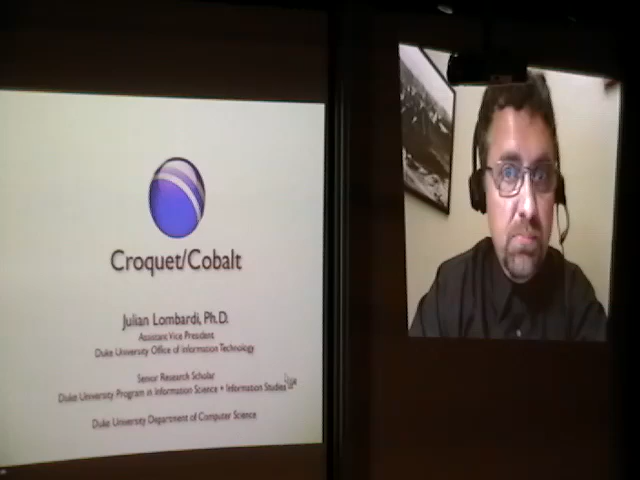 Croquet/Cobalt
Julian Lombardi, Ph.D.
Assistant Vice President
Duke University Office of Information Technology
Senior Research Scholar
Duke University Program in Information Science + Information Studies
Duke University Department of Computer Science